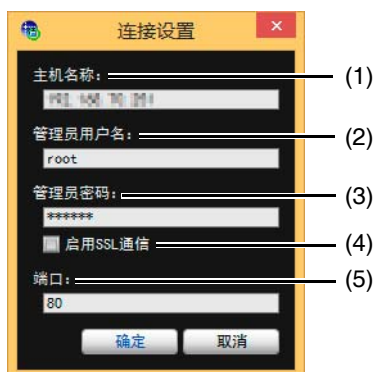 连接设置
主机名称： (1)
管理员用户名： (2)
root
管理员密码： (3)
******
启用SSL通信 (4)
端口： (5)
80
确定 取消